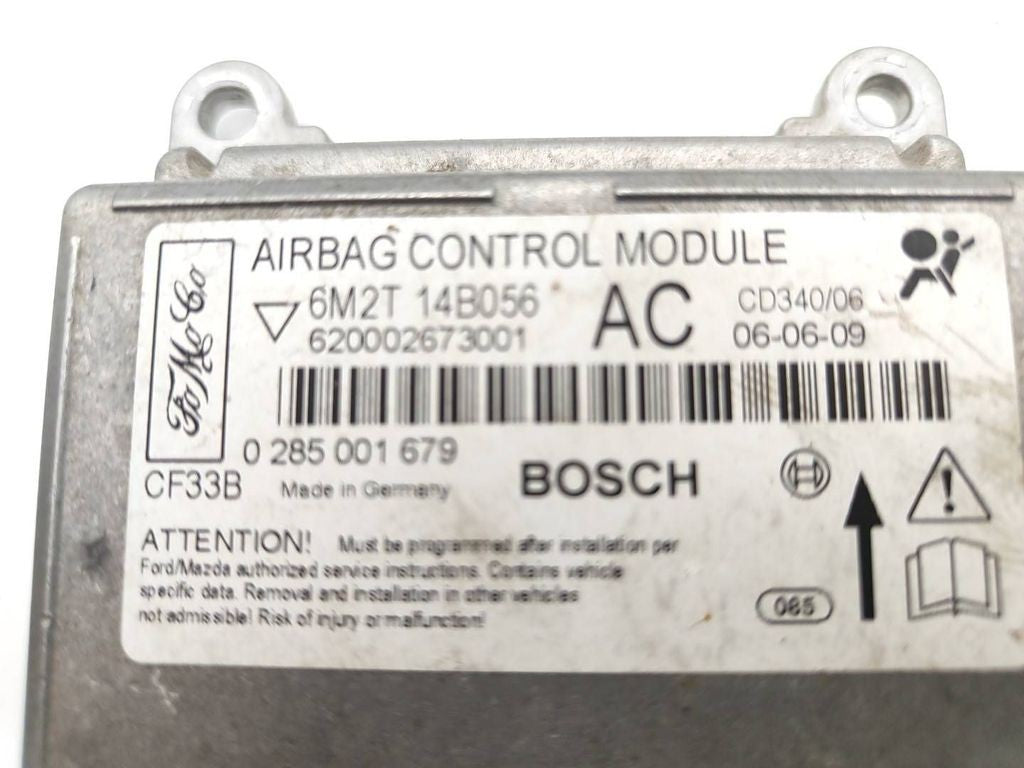 AIRBAG CONTROL MODULE
FoMoCo
6M2T 14B056 AC CD340/06
620002673001 06-06-09
0 285 001 679
CF33B Made in Germany BOSCH
ATTENTION! Must be programmed after installation per
Ford/Mazda authorized service instructions. Contains vehicle
specific data. Removal and installation in other vehicles
not admissible! Risk of injury or malfunction!
085